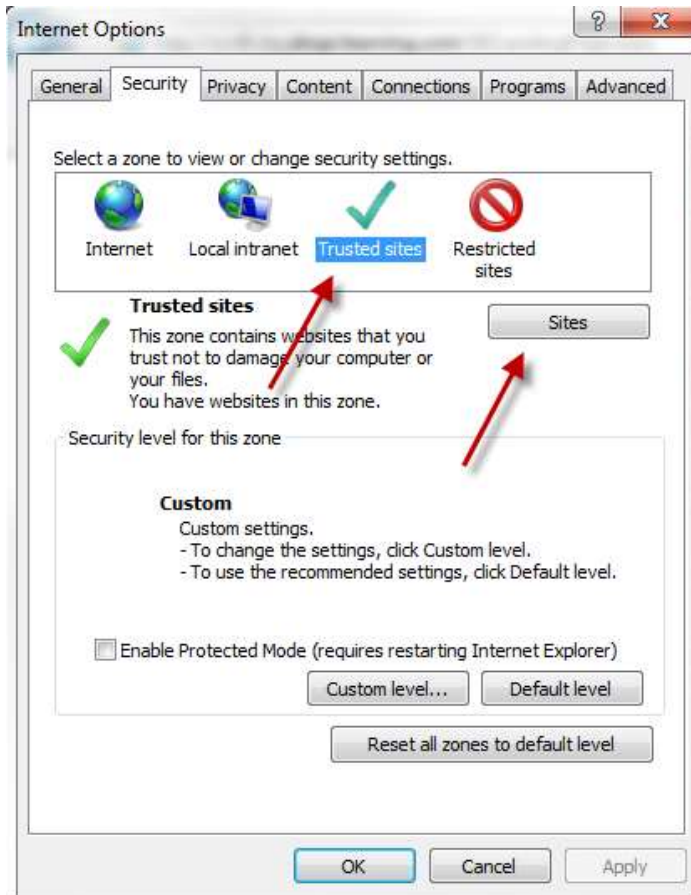 Internet Options
?
General Security Privacy Content Connections Programs Advanced
Select a zone to view or change security settings.
Internet Local intranet Trusted sites Restricted sites
Trusted sites
This zone contains websites that you
trust not to damage your computer or
your files.
You have websites in this zone.
Sites
Security level for this zone
Custom
Custom settings.
- To change the settings, click Custom level.
- To use the recommended settings, click Default level.
Enable Protected Mode (requires restarting Internet Explorer)
Custom level... Default level
Reset all zones to default level
OK Cancel Apply